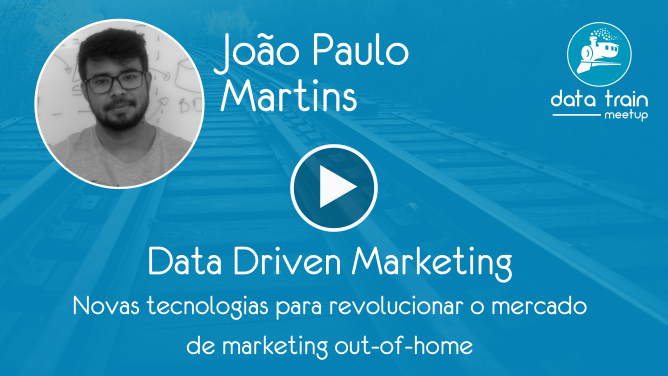 João Paulo
Martins
data train
meetup
Data Driven Marketing
Novas tecnologias para revolucionar o mercado
de marketing out-of-home